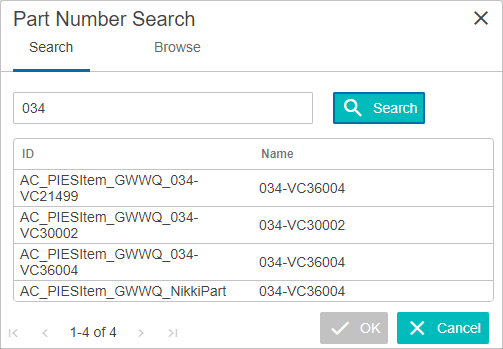 Part Number Search
Search
Browse
034
Search
ID
Name
AC_PIESItem_GWWQ_034-
VC21499
034-VC36004
AC_PIESItem_GWWQ_034-
VC30002
034-VC30002
AC_PIESItem_GWWQ_034-
VC36004
034-VC36004
AC_PIESItem_GWWQ_NikkiPart
034-VC36004
1-4 of 4
OK
Cancel